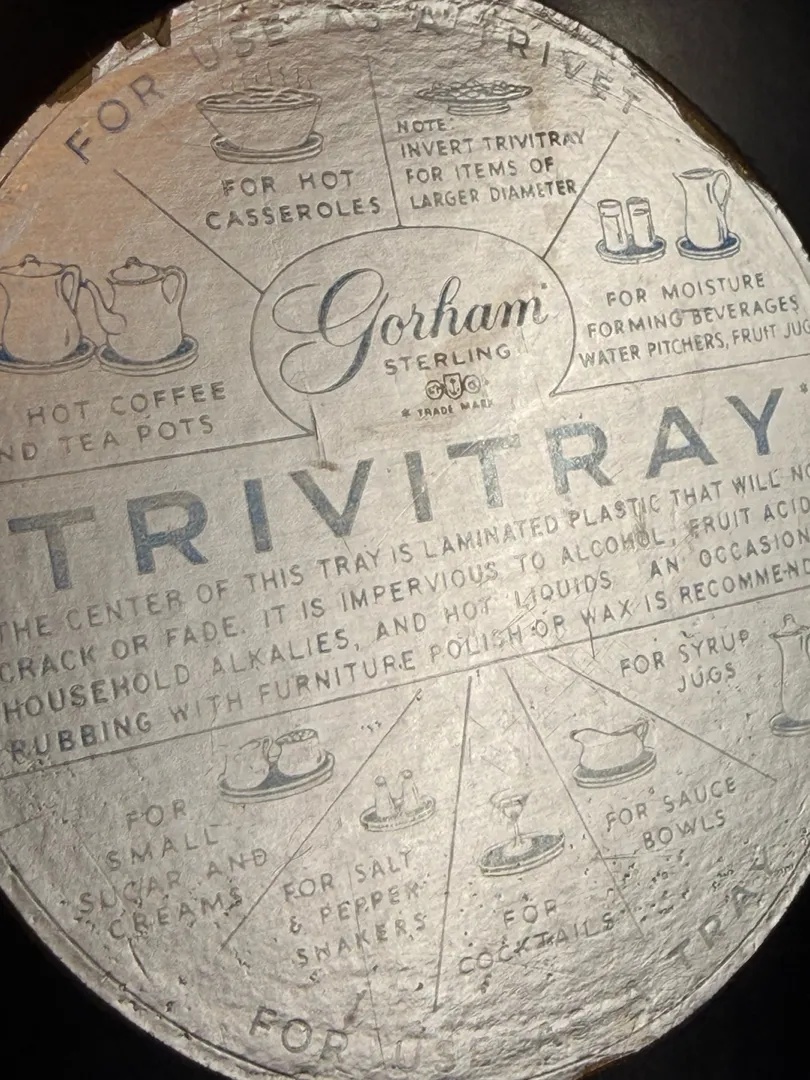 FOR USE AS A TRIVET
FOR HOT
CASSEROLES
NOTE:
INVERT TRIVITRAY
FOR ITEMS OF
LARGER DIAMETER
FOR MOISTURE
FORMING BEVERAGES,
WATER PITCHERS, FRUIT JUG
HOT COFFEE
ND TEA POTS
Gorham
STERLING
* TRADE MARK
TRIVITRAY*
THE CENTER OF THIS TRAY IS LAMINATED PLASTIC THAT WILL NO
CRACK OR FADE. IT IS IMPERVIOUS TO ALCOHOL, FRUIT ACID
HOUSEHOLD ALKALIES, AND HOT LIQUIDS AN OCCASION
RUBBING WITH FURNITURE POLISH OR WAX IS RECOMMEND
FOR
SMALL
SUGAR AND
CREAMS
FOR SALT
& PEPPER
SHAKERS
FOR
COCKTAILS
FOR SAUCE
BOWLS
FOR SYRUP
JUGS
FOR USE AS A TRAY